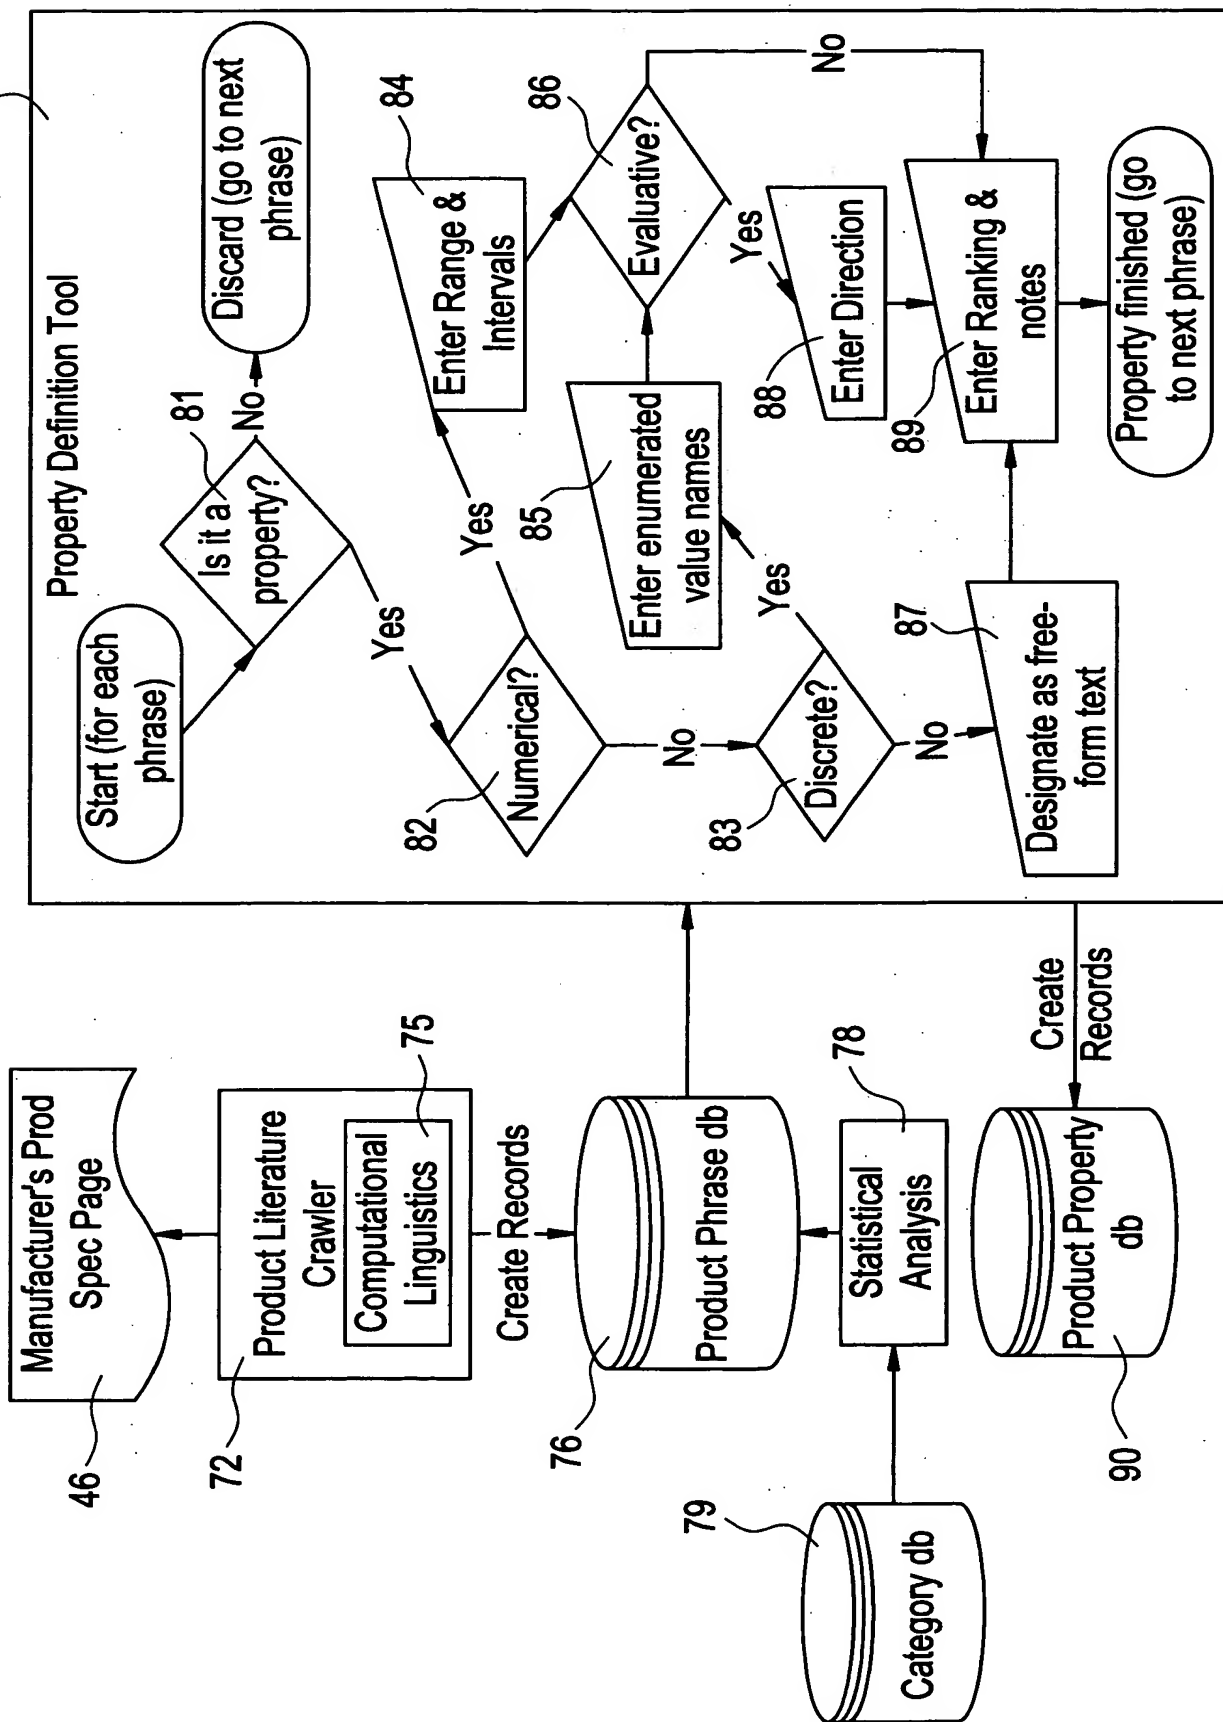 Manufacturer's Prod
Spec Page
46
Product Literature
Crawler
Computational
Linguistics
72
75
Create Records
Product Phrase db
76
Statistical
Analysis
78
Category db
79
Product Property
db
90
Create
Records
Property Definition Tool
Start (for each
phrase)
Is it a
property?
81
No
Discard (go to next
phrase)
Yes
Numerical?
82
Yes
Enter Range &
Intervals
84
No
Discrete?
83
Yes
Enter enumerated
value names
85
Evaluative?
86
No
Yes
Enter Direction
88
No
Designate as free-
form text
87
Enter Ranking &
notes
89
Property finished (go
to next phrase)